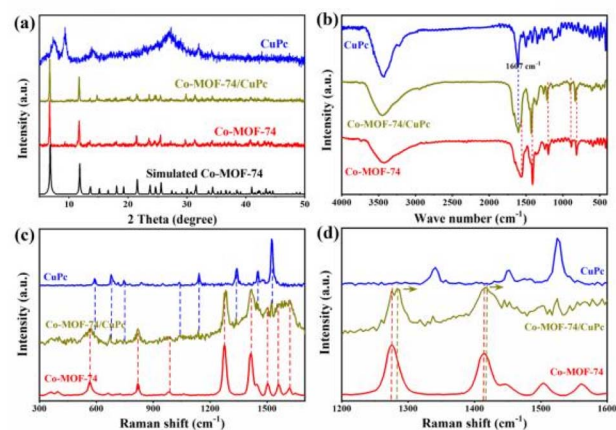 (a)
CuPc
Co-MOF-74/CuPc
Co-MOF-74
Simulated Co-MOF-74
Intensity (a.u.)
10 20 30 40 50
2 Theta (degree)
(b)
CuPc
1607 cm⁻¹
Co-MOF-74/CuPc
Co-MOF-74
Intensity (a.u.)
4000 3500 3000 2500 2000 1500 1000 500
Wave number (cm⁻¹)
(c)
CuPc
Co-MOF-74/CuPc
Co-MOF-74
Intensity (a.u.)
300 600 900 1200 1500
Raman shift (cm⁻¹)
(d)
CuPc
Co-MOF-74/CuPc
Co-MOF-74
Intensity (a.u.)
1200 1300 1400 1500 1600
Raman shift (cm⁻¹)